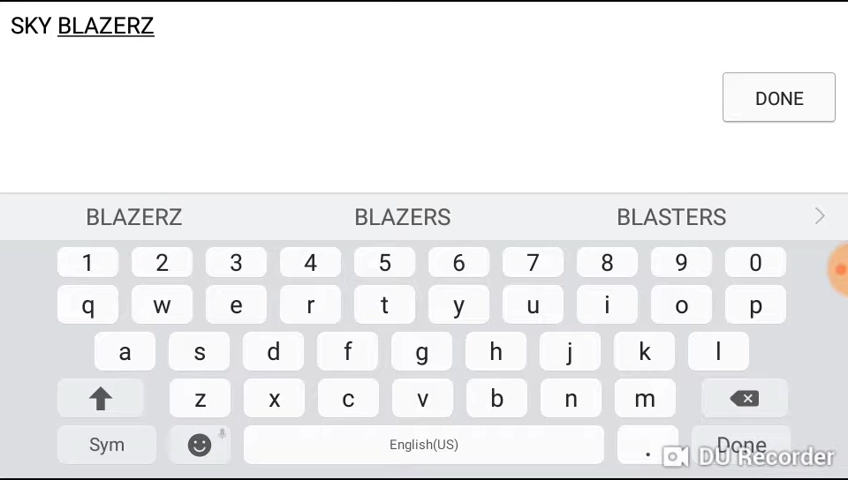 SKY BLAZERZ
DONE
BLAZERZ BLAZERS BLASTERS
1 2 3 4 5 6 7 8 9 0
q w e r t y u i o p
a s d f g h j k l
z x c v b n m
Sym English(US) . Done
DU Recorder